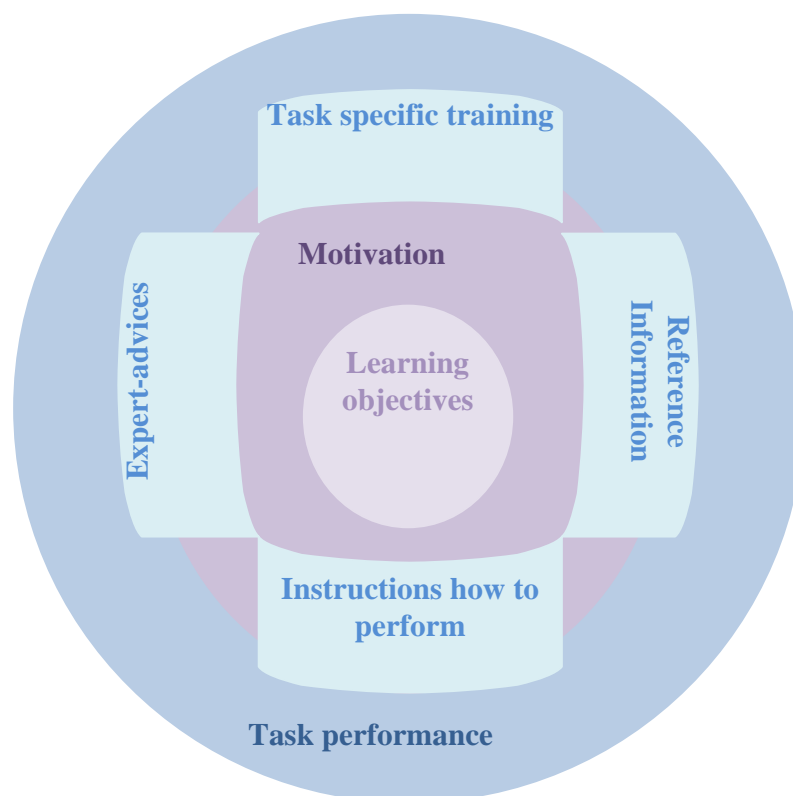 Task specific training
Motivation
Expert-advices
Learning
objectives
Reference
Information
Instructions how to
perform
Task performance